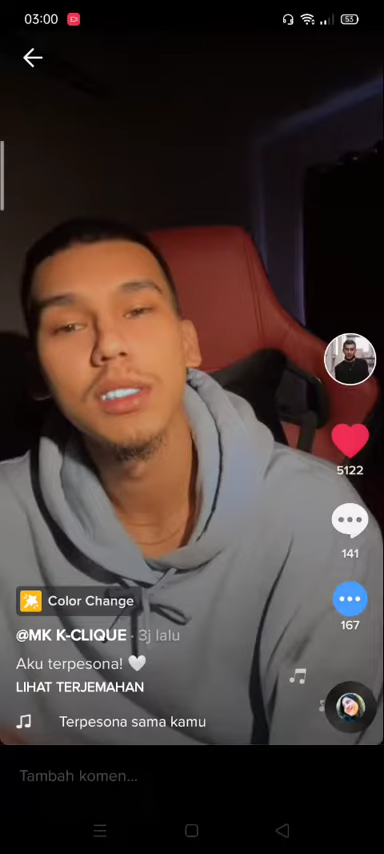 03:00
53
5122
141
167
Color Change
@MK K-CLIQUE · 3j lalu
Aku terpesona! 🤍
LIHAT TERJEMAHAN
Terpesona sama kamu
Tambah komen...